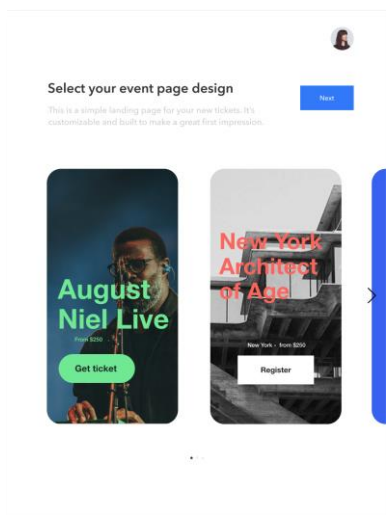 Select your event page design
Next
This is a simple landing page for your new tickets. It's
customizable and built to make a great first impression.
August
Niel Live
From $250
Get ticket
New York
Architect
of Age
New York - from $250
Register